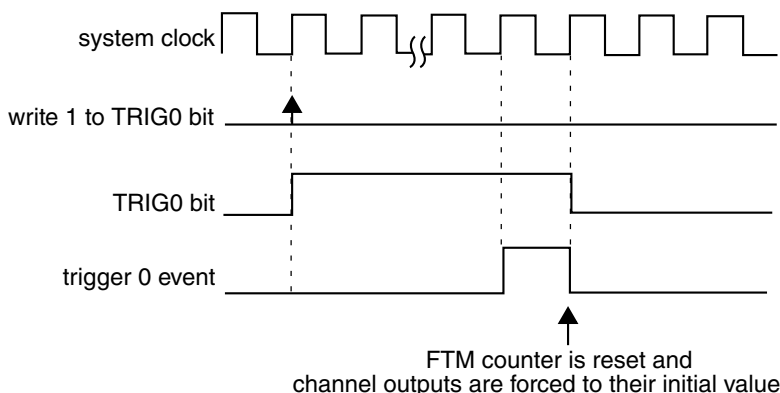 system clock
write 1 to TRIG0 bit
TRIG0 bit
trigger 0 event
FTM counter is reset and
channel outputs are forced to their initial value